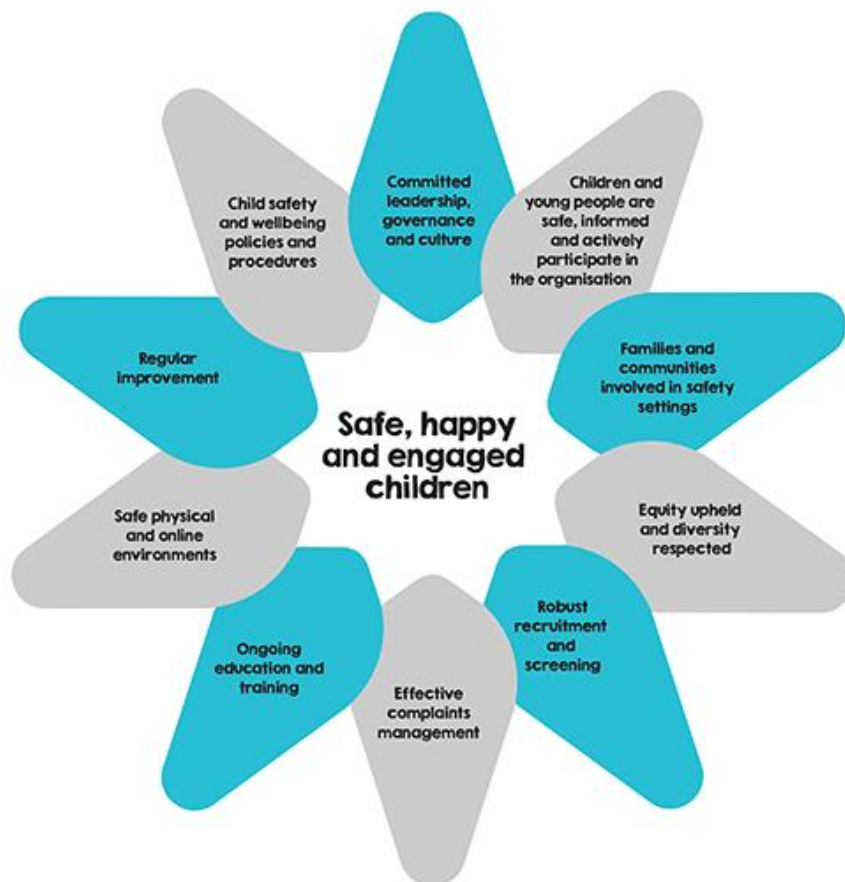 Committed
leadership,
governance
and culture
Children and
young people are
safe, informed
and actively
participate in
the organisation
Families and
communities
involved in safety
settings
Equity upheld
and diversity
respected
Robust
recruitment
and
screening
Effective
complaints
management
Ongoing
education and
training
Safe physical
and online
environments
Regular
improvement
Child safety
and wellbeing
policies and
procedures
Safe, happy
and engaged
children